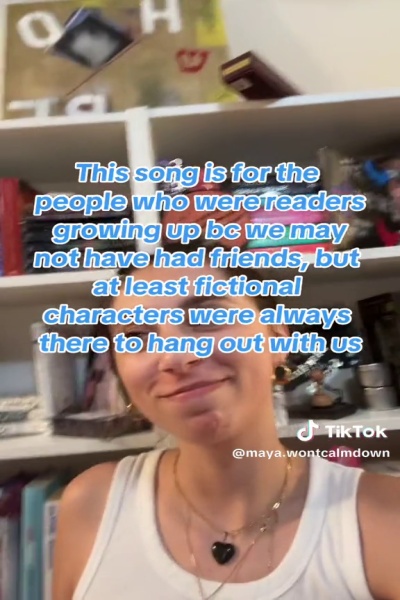 HO
This song is for the
people who were readers
growing up bc we may
not have had friends, but
at least fictional
characters were always
there to hang out with us
TikTok
@maya.wontcalmdown